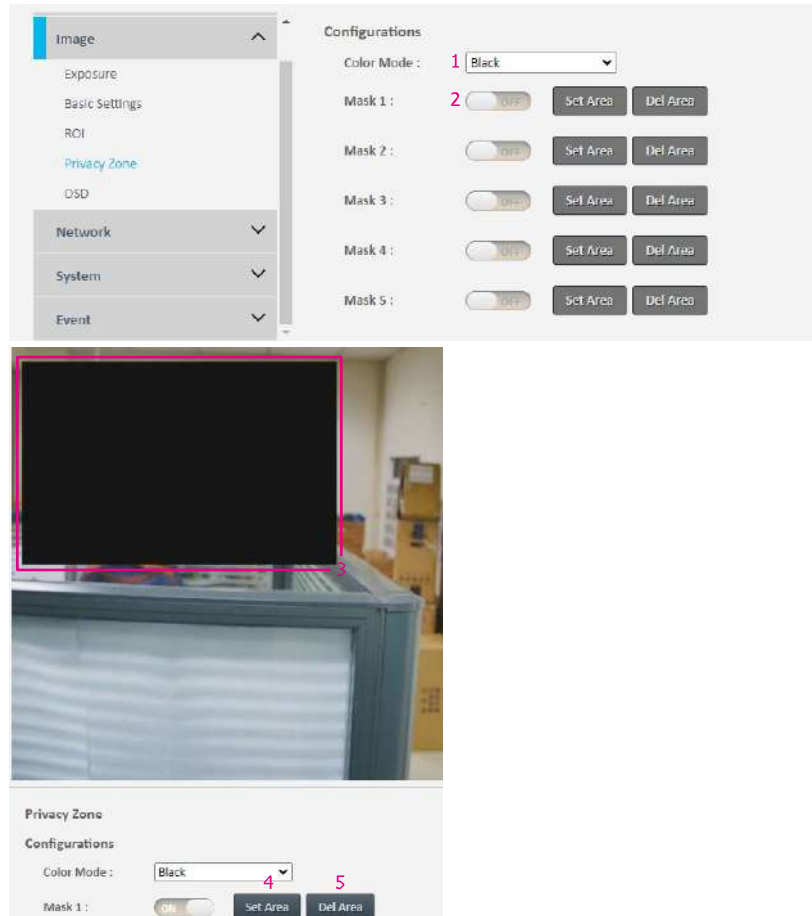 Image
Exposure
Basic Settings
ROI
Privacy Zone
OSD
Network
System
Event
Configurations
Color Mode : 1 Black
Mask 1 : 2 OFF Set Area Del Area
Mask 2 : OFF Set Area Del Area
Mask 3 : OFF Set Area Del Area
Mask 4 : OFF Set Area Del Area
Mask 5 : OFF Set Area Del Area
3
Privacy Zone
Configurations
Color Mode : Black
4 5
Mask 1 : ON Set Area Del Area